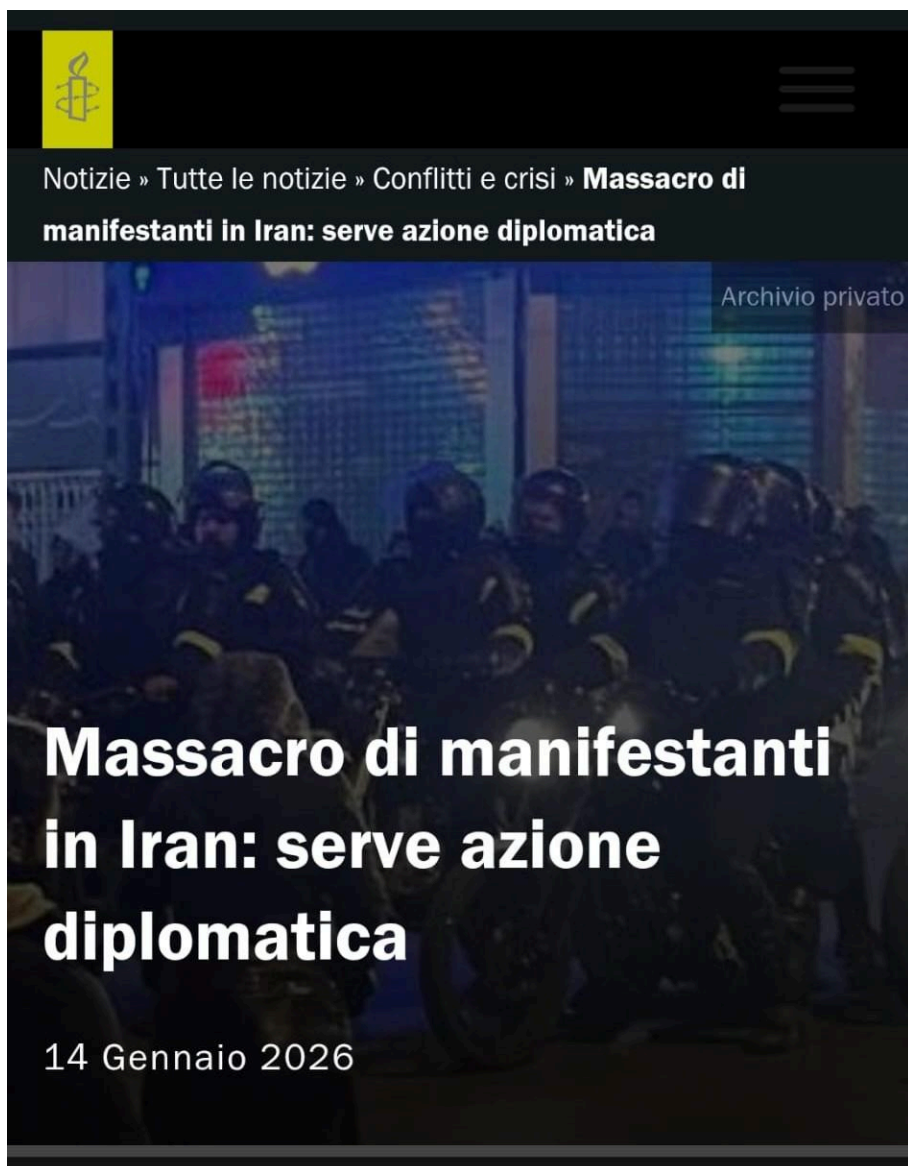 Notizie » Tutte le notizie » Conflitti e crisi » Massacro di
manifestanti in Iran: serve azione diplomatica
Archivio privato
Massacro di manifestanti
in Iran: serve azione
diplomatica
14 Gennaio 2026